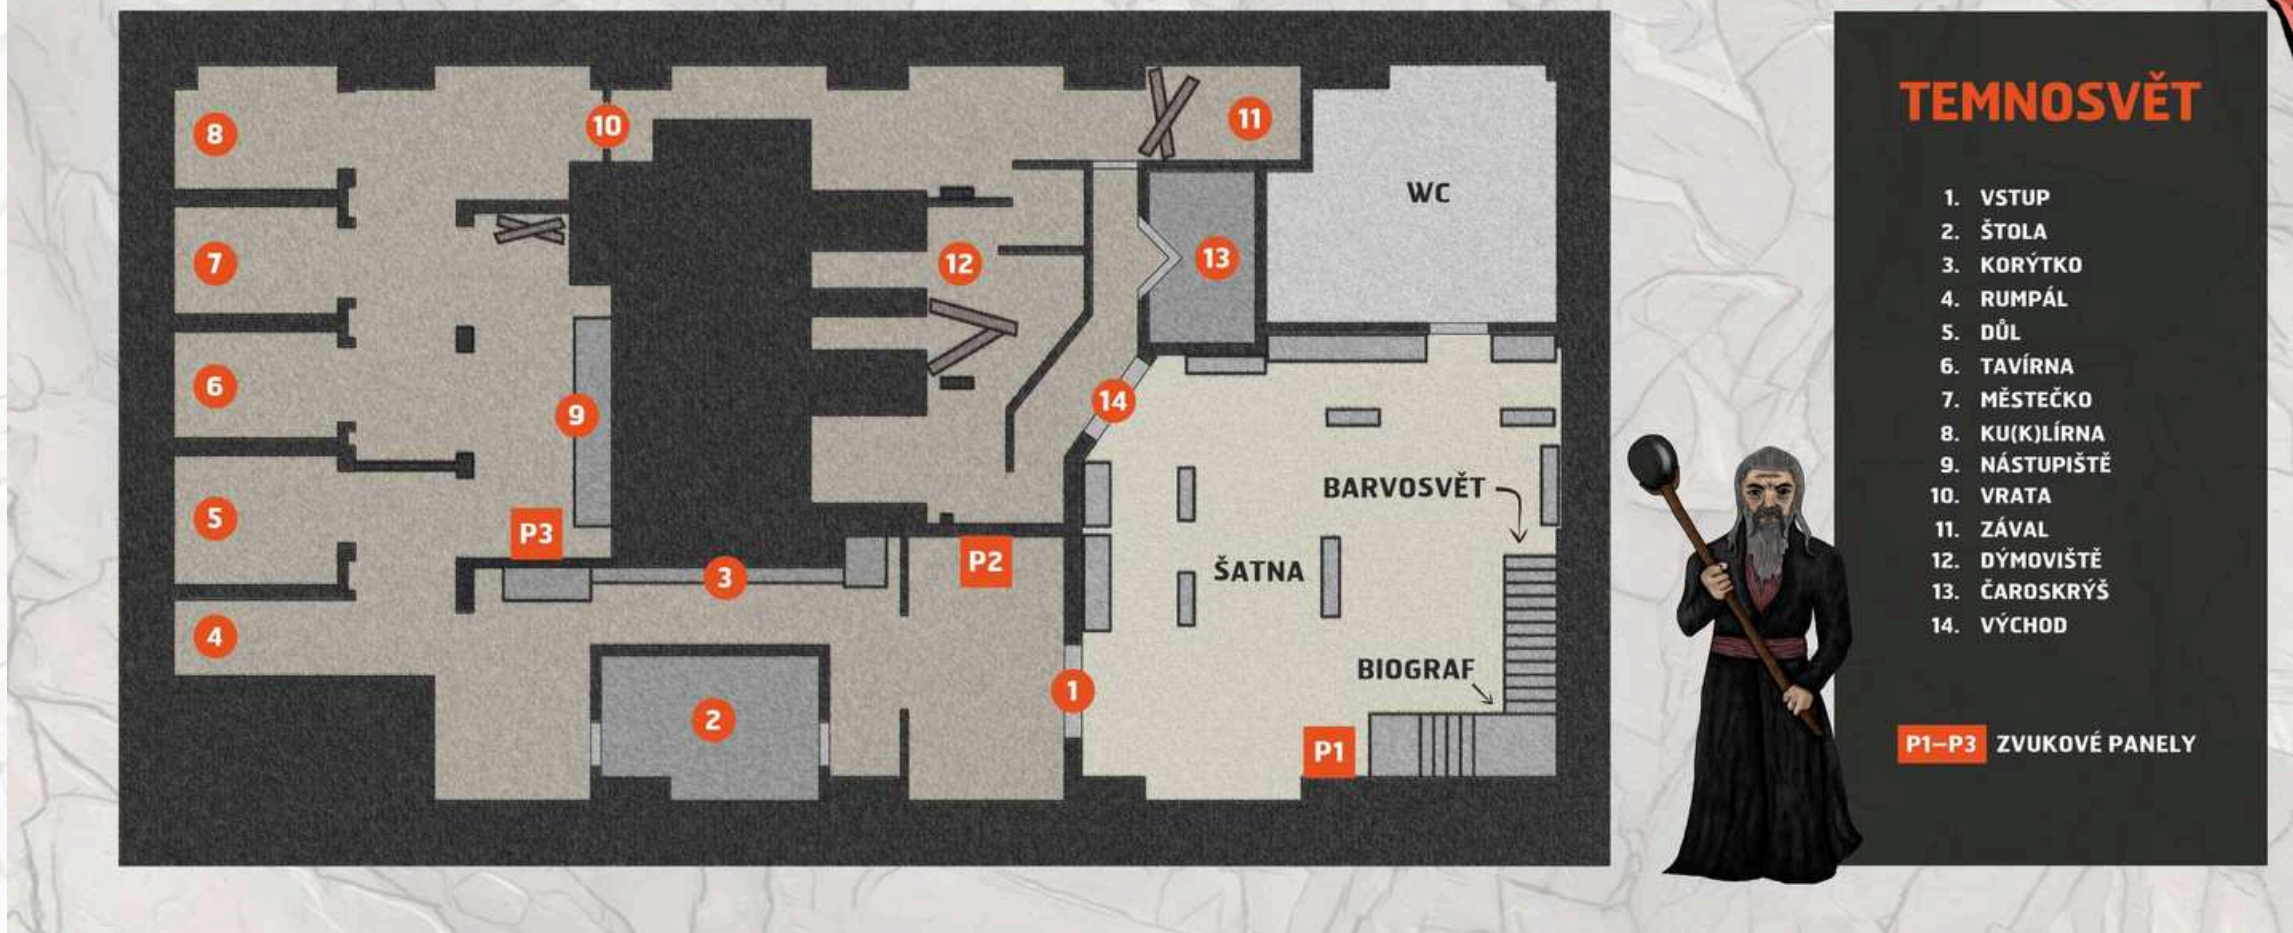 8
10
11
WC
7
12
13
6
9
14
5
P3
3
P2
BARVOSVĚT
ŠATNA
4
BIOGRAF
2
1
P1
TEMNOSVĚT
1. VSTUP
2. ŠTOLA
3. KORÝTKO
4. RUMPÁL
5. DŮL
6. TAVÍRNA
7. MĚSTEČKO
8. KU(K)LÍRNA
9. NÁSTUPIŠTĚ
10. VRATA
11. ZÁVAL
12. DÝMOVIŠTĚ
13. ČAROSKRÝŠ
14. VÝCHOD
P1–P3 ZVUKOVÉ PANELY